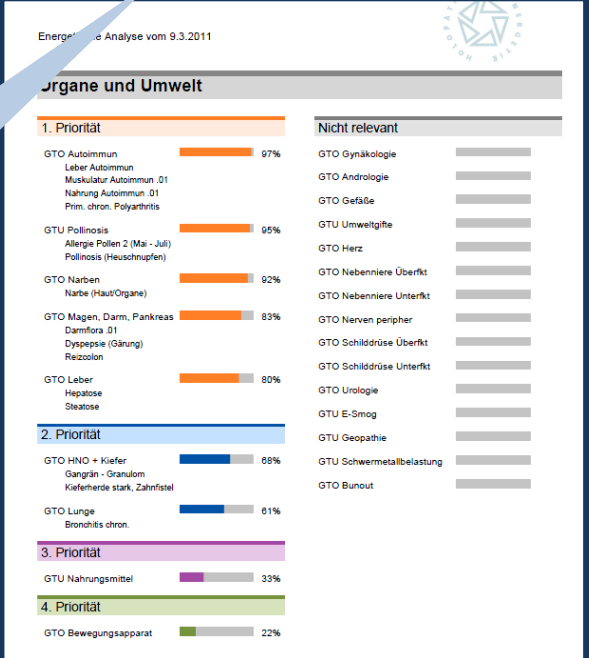 Energetische Analyse vom 9.3.2011
Organe und Umwelt
1. Priorität
GTO Autoimmun 97%
Leber Autoimmun
Muskulatur Autoimmun .01
Nahrung Autoimmun .01
Prim. chron. Polyarthritis
GTU Pollinosis 95%
Allergie Pollen 2 (Mai - Juli)
Pollinosis (Heuschnupfen)
GTO Narben 92%
Narbe (Haut/Organe)
GTO Magen, Darm, Pankreas 83%
Darmflora .01
Dyspepsie (Gärung)
Reizcolon
GTO Leber 80%
Hepatose
Steatose
2. Priorität
GTO HNO + Kiefer 68%
Gangrän - Granulom
Kieferherde stark, Zahnfistel
GTO Lunge 61%
Bronchitis chron.
3. Priorität
GTU Nahrungsmittel 33%
4. Priorität
GTO Bewegungsapparat 22%
Nicht relevant
GTO Gynäkologie
GTO Andrologie
GTO Gefäße
GTU Umweltgifte
GTO Herz
GTO Nebenniere Überfkt
GTO Nebenniere Unterfkt
GTO Nerven peripher
GTO Schilddrüse Überfkt
GTO Schilddrüse Unterfkt
GTO Urologie
GTU E-Smog
GTU Geopathie
GTU Schwermetallbelastung
GTO Bunout